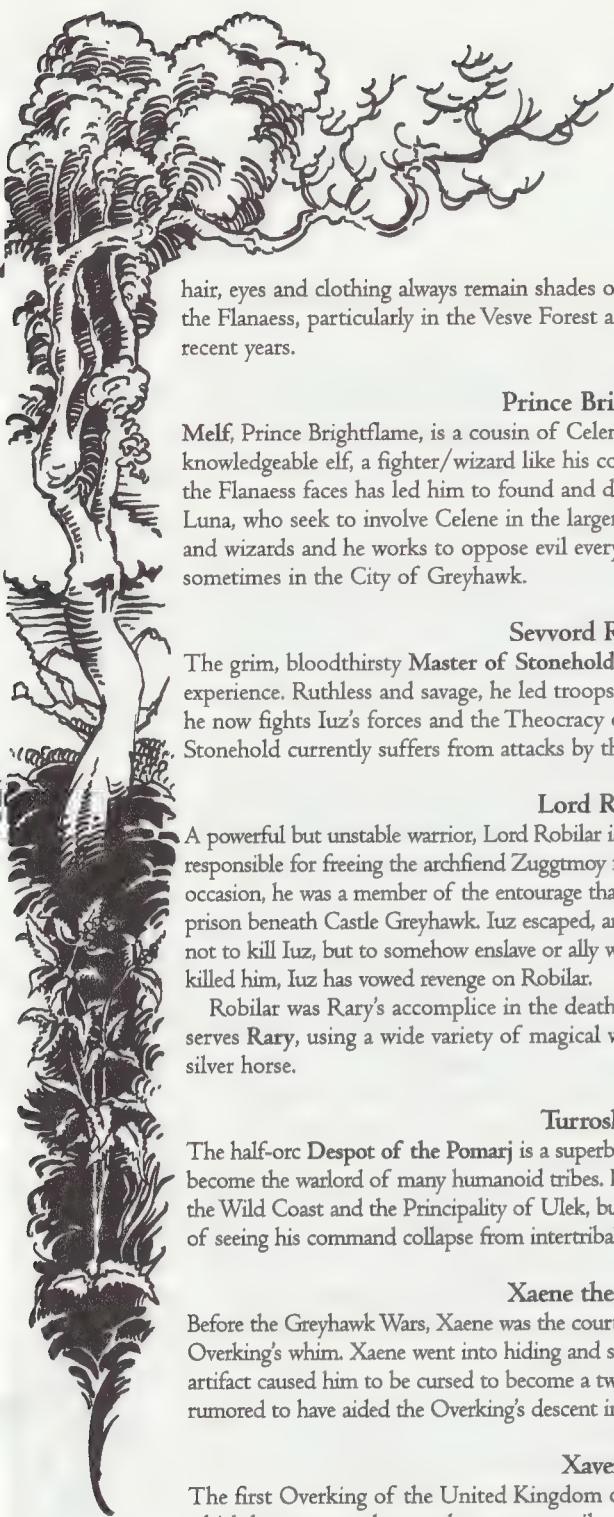 hair, eyes and clothing always remain shades o
the Flanaess, particularly in the Vesve Forest a
recent years.
Prince Bri
Melf, Prince Brightflame, is a cousin of Celen
knowledgeable elf, a fighter/wizard like his co
the Flanaess faces has led him to found and d
Luna, who seek to involve Celene in the larger
and wizards and he works to oppose evil every
sometimes in the City of Greyhawk.
Sevvord R
The grim, bloodthirsty Master of Stonehold
experience. Ruthless and savage, he led troops
he now fights Iuz's forces and the Theocracy o
Stonehold currently suffers from attacks by th
Lord R
A powerful but unstable warrior, Lord Robilar i
responsible for freeing the archfiend Zuggtmoy
occasion, he was a member of the entourage tha
prison beneath Castle Greyhawk. Iuz escaped, a
not to kill Iuz, but to somehow enslave or ally w
killed him, Iuz has vowed revenge on Robilar.
Robilar was Rary's accomplice in the death
serves Rary, using a wide variety of magical w
silver horse.
Turrosl
The half-orc Despot of the Pomarj is a superb
become the warlord of many humanoid tribes.
the Wild Coast and the Principality of Ulek, bu
of seeing his command collapse from intertriba
Xaene the
Before the Greyhawk Wars, Xaene was the court
Overking's whim. Xaene went into hiding and s
artifact caused him to be cursed to become a tw
rumored to have aided the Overking's descent i
Xave
The first Overking of the United Kingdom o